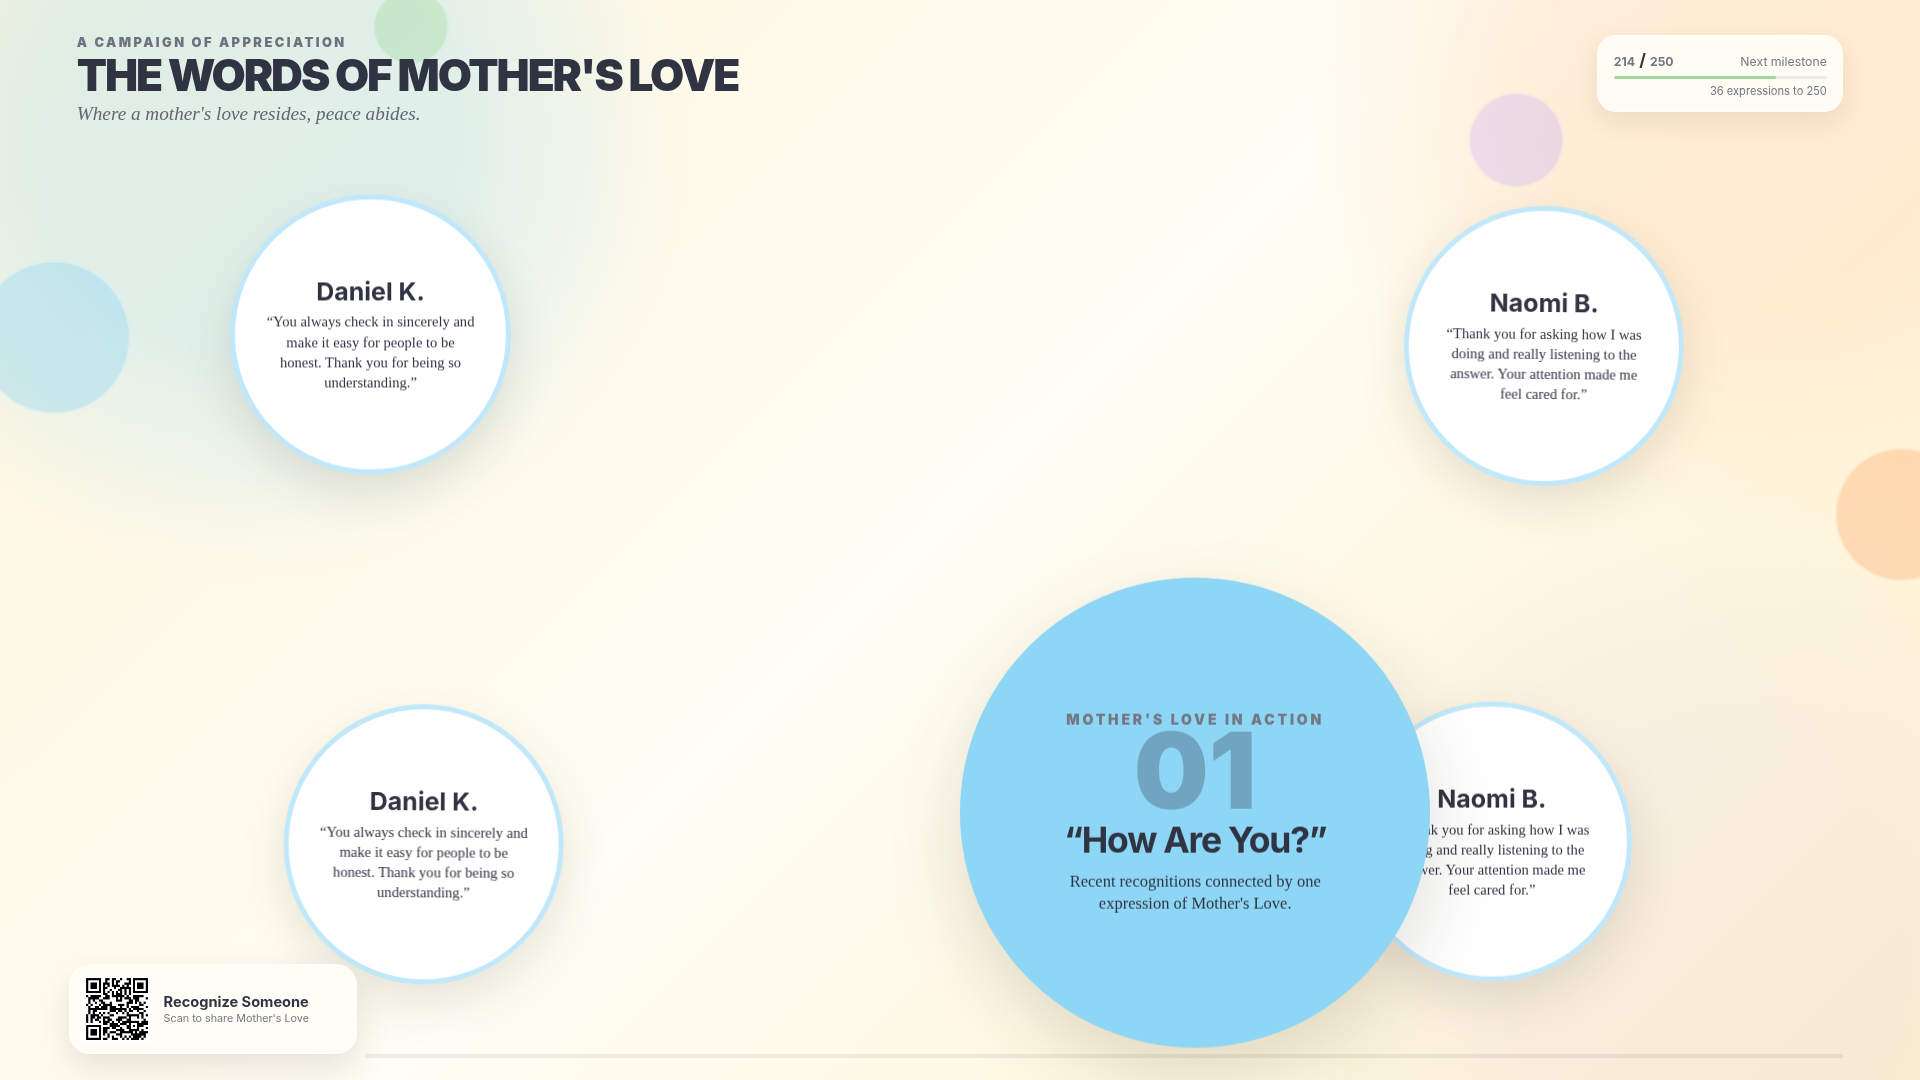 A CAMPAIGN OF APPRECIATION
THE WORDS OF MOTHER'S LOVE
Where a mother's love resides, peace abides.
214 / 250
Next milestone
36 expressions to 250
Daniel K.
“You always check in sincerely and
make it easy for people to be
honest. Thank you for being so
understanding.”
Naomi B.
“Thank you for asking how I was
doing and really listening to the
answer. Your attention made me
feel cared for.”
Daniel K.
“You always check in sincerely and
make it easy for people to be
honest. Thank you for being so
understanding.”
MOTHER'S LOVE IN ACTION
01
“How Are You?”
Recent recognitions connected by one
expression of Mother's Love.
Naomi B.
you for asking how I was
and really listening to the
Your attention made me
feel cared for.”
Recognize Someone
Scan to share Mother's Love